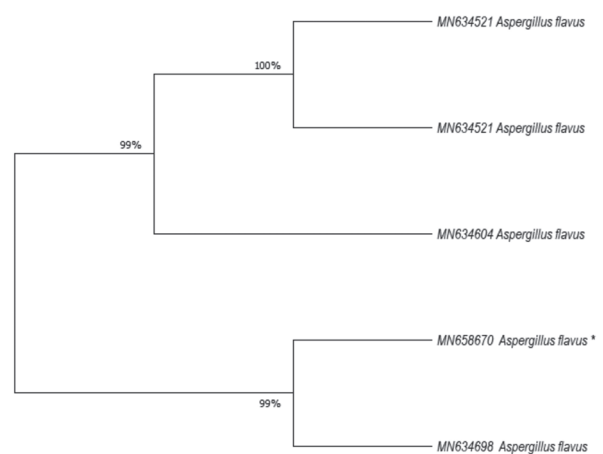 MN634521 Aspergillus flavus
100%
MN634521 Aspergillus flavus
99%
MN634604 Aspergillus flavus
MN658670 Aspergillus flavus *
99%
MN634698 Aspergillus flavus